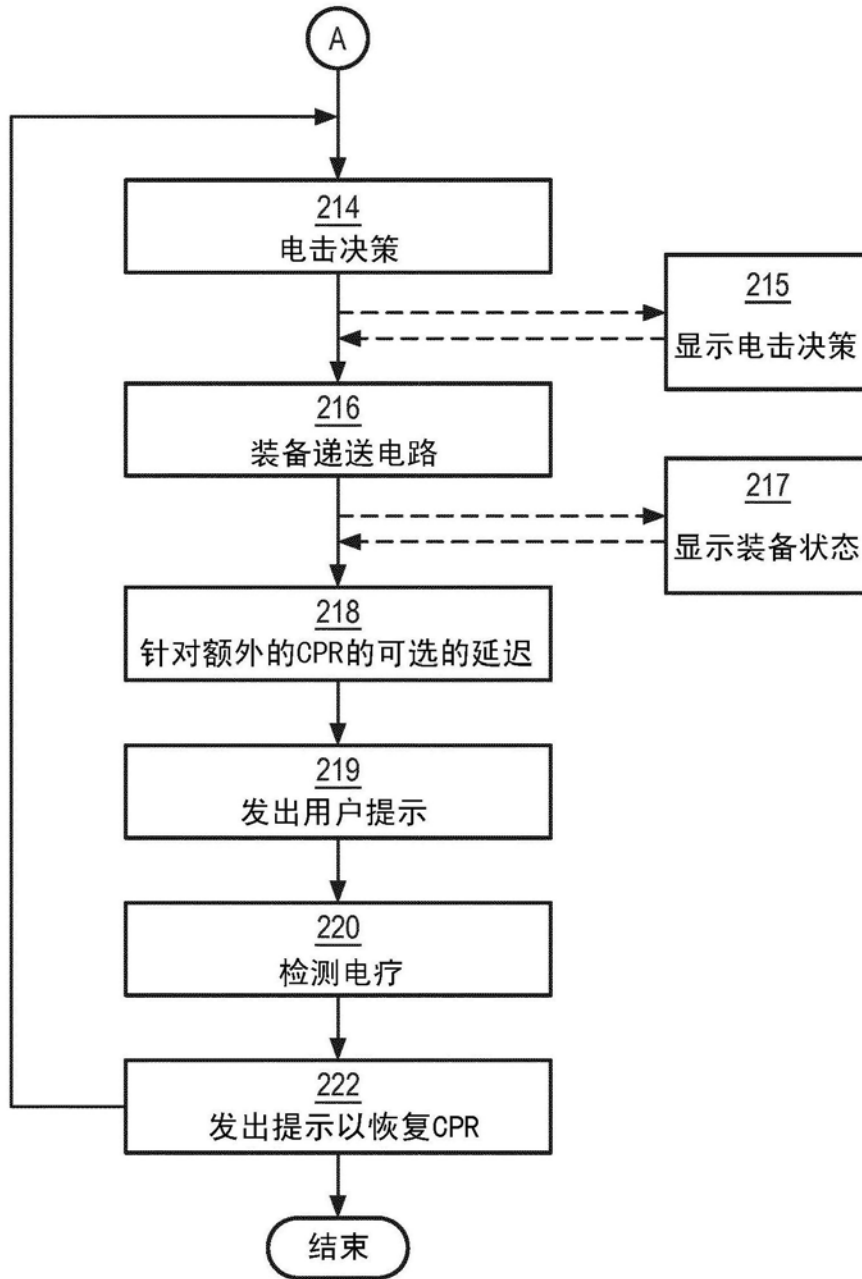 A
214
电击决策
215
显示电击决策
216
装备递送电路
217
显示装备状态
218
针对额外的CPR的可选的延迟
219
发出用户提示
220
检测电疗
222
发出提示以恢复CPR
结束